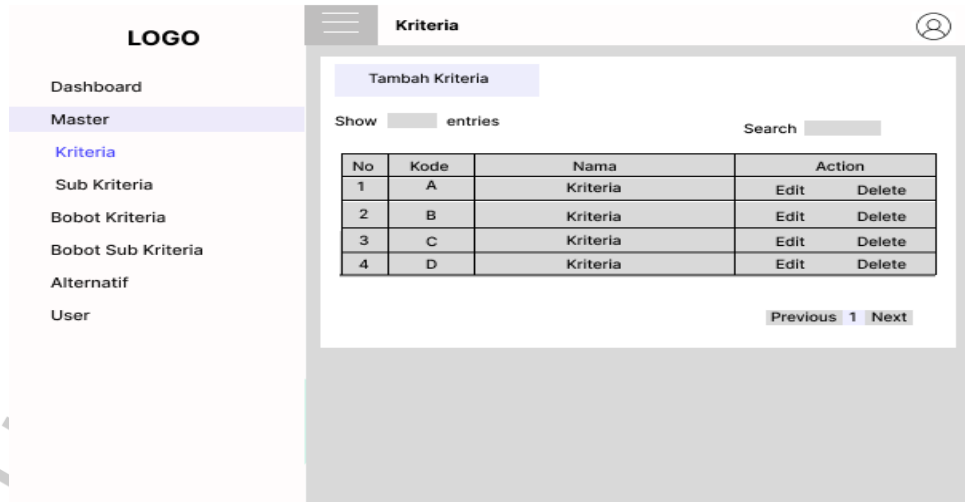 LOGO
Dashboard
Master
Kriteria
Sub Kriteria
Bobot Kriteria
Bobot Sub Kriteria
Alternatif
User
Kriteria
Tambah Kriteria
Show entries
Search
No Kode Nama Action
1 A Kriteria Edit Delete
2 B Kriteria Edit Delete
3 C Kriteria Edit Delete
4 D Kriteria Edit Delete
Previous 1 Next